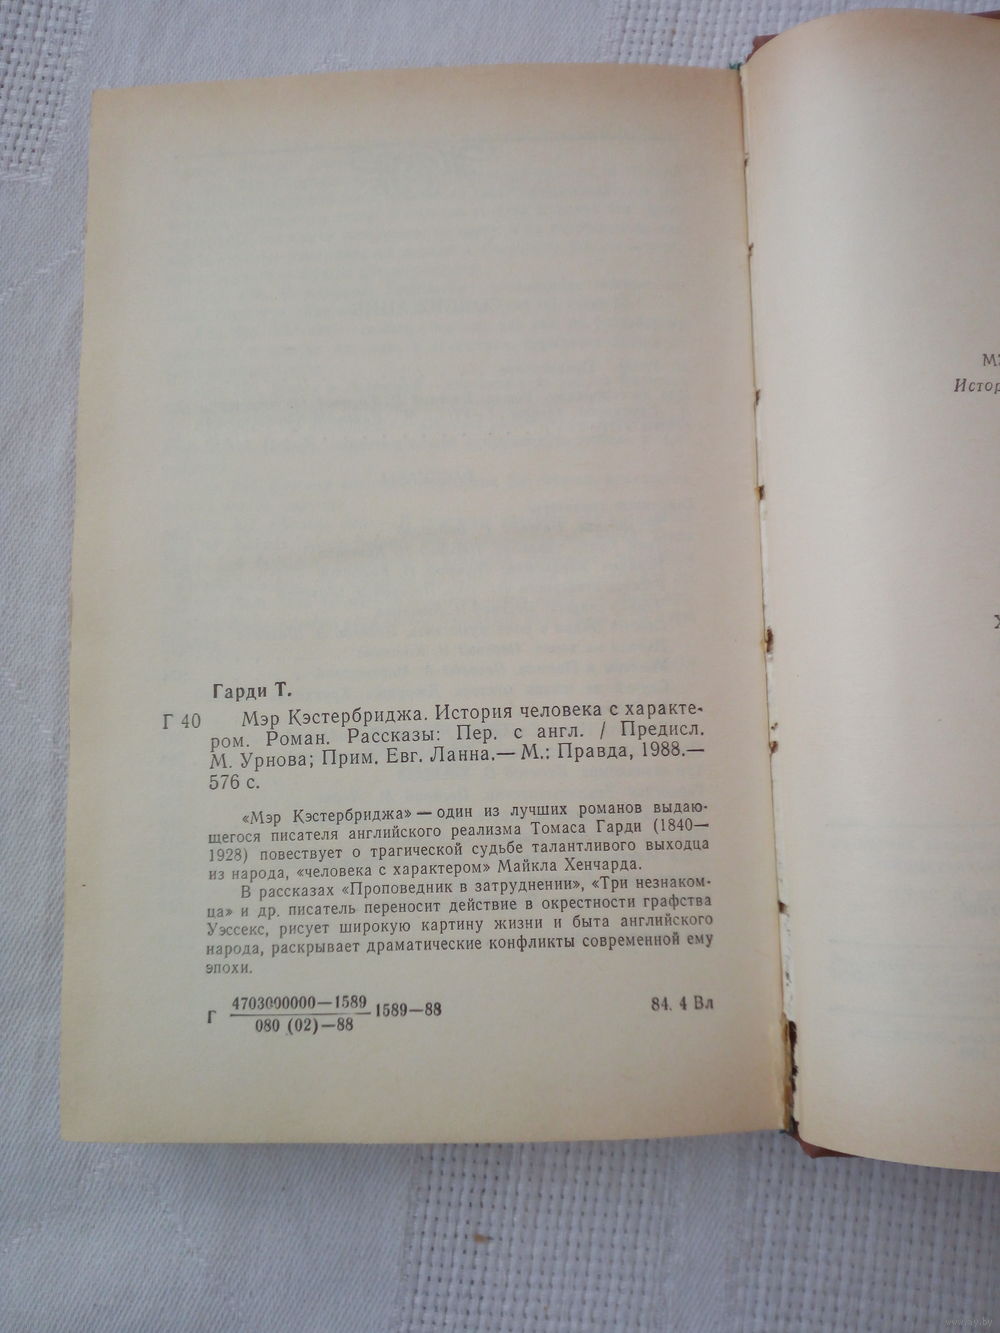 Гарди Т.
Г 40 Мэр Кэстербриджа. История человека с характе-
ром. Роман. Рассказы: Пер. с англ. / Предисл.
М. Урнова; Прим. Евг. Ланна.— М.: Правда, 1988.—
576 с.
«Мэр Кэстербриджа» — один из лучших романов выдаю-
щегося писателя английского реализма Томаса Гарди (1840—
1928) повествует о трагической судьбе талантливого выходца
из народа, «человека с характером» Майкла Хенчарда.
В рассказах «Проповедник в затруднении», «Три незнаком-
ца» и др. писатель переносит действие в окрестности графства
Уэссекс, рисует широкую картину жизни и быта английского
народа, раскрывает драматические конфликты современной ему
эпохи.
Г 4703000000—1589
080 (02)—88
1589—88
84. 4 Вл